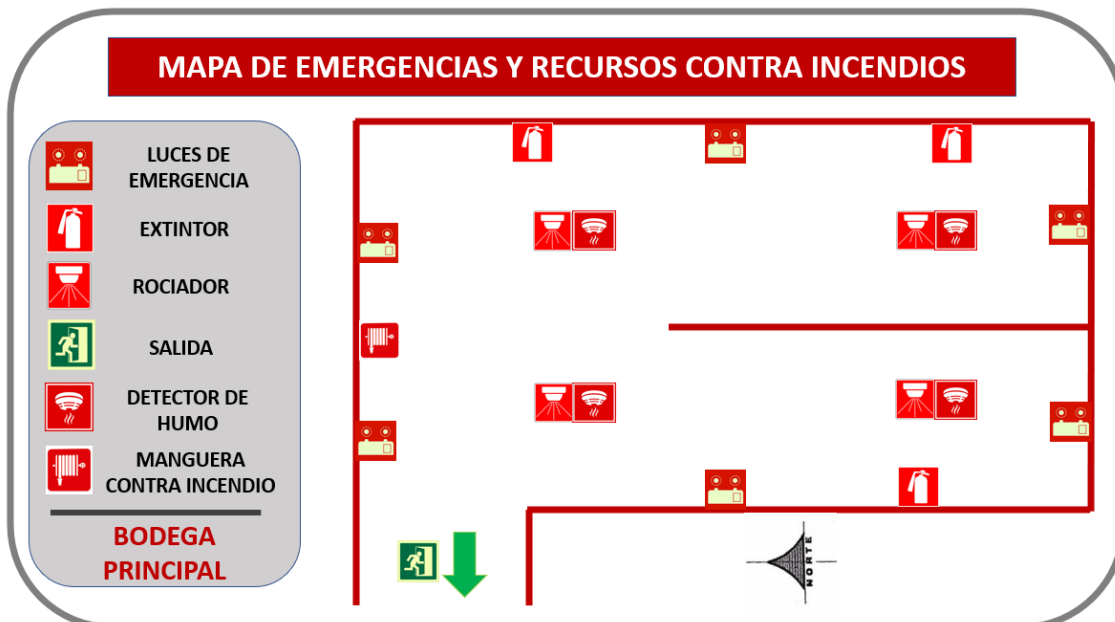 MAPA DE EMERGENCIAS Y RECURSOS CONTRA INCENDIOS
LUCES DE
EMERGENCIA
EXTINTOR
ROCIADOR
SALIDA
DETECTOR DE
HUMO
MANGUERA
CONTRA INCENDIO
BODEGA
PRINCIPAL
NORTE